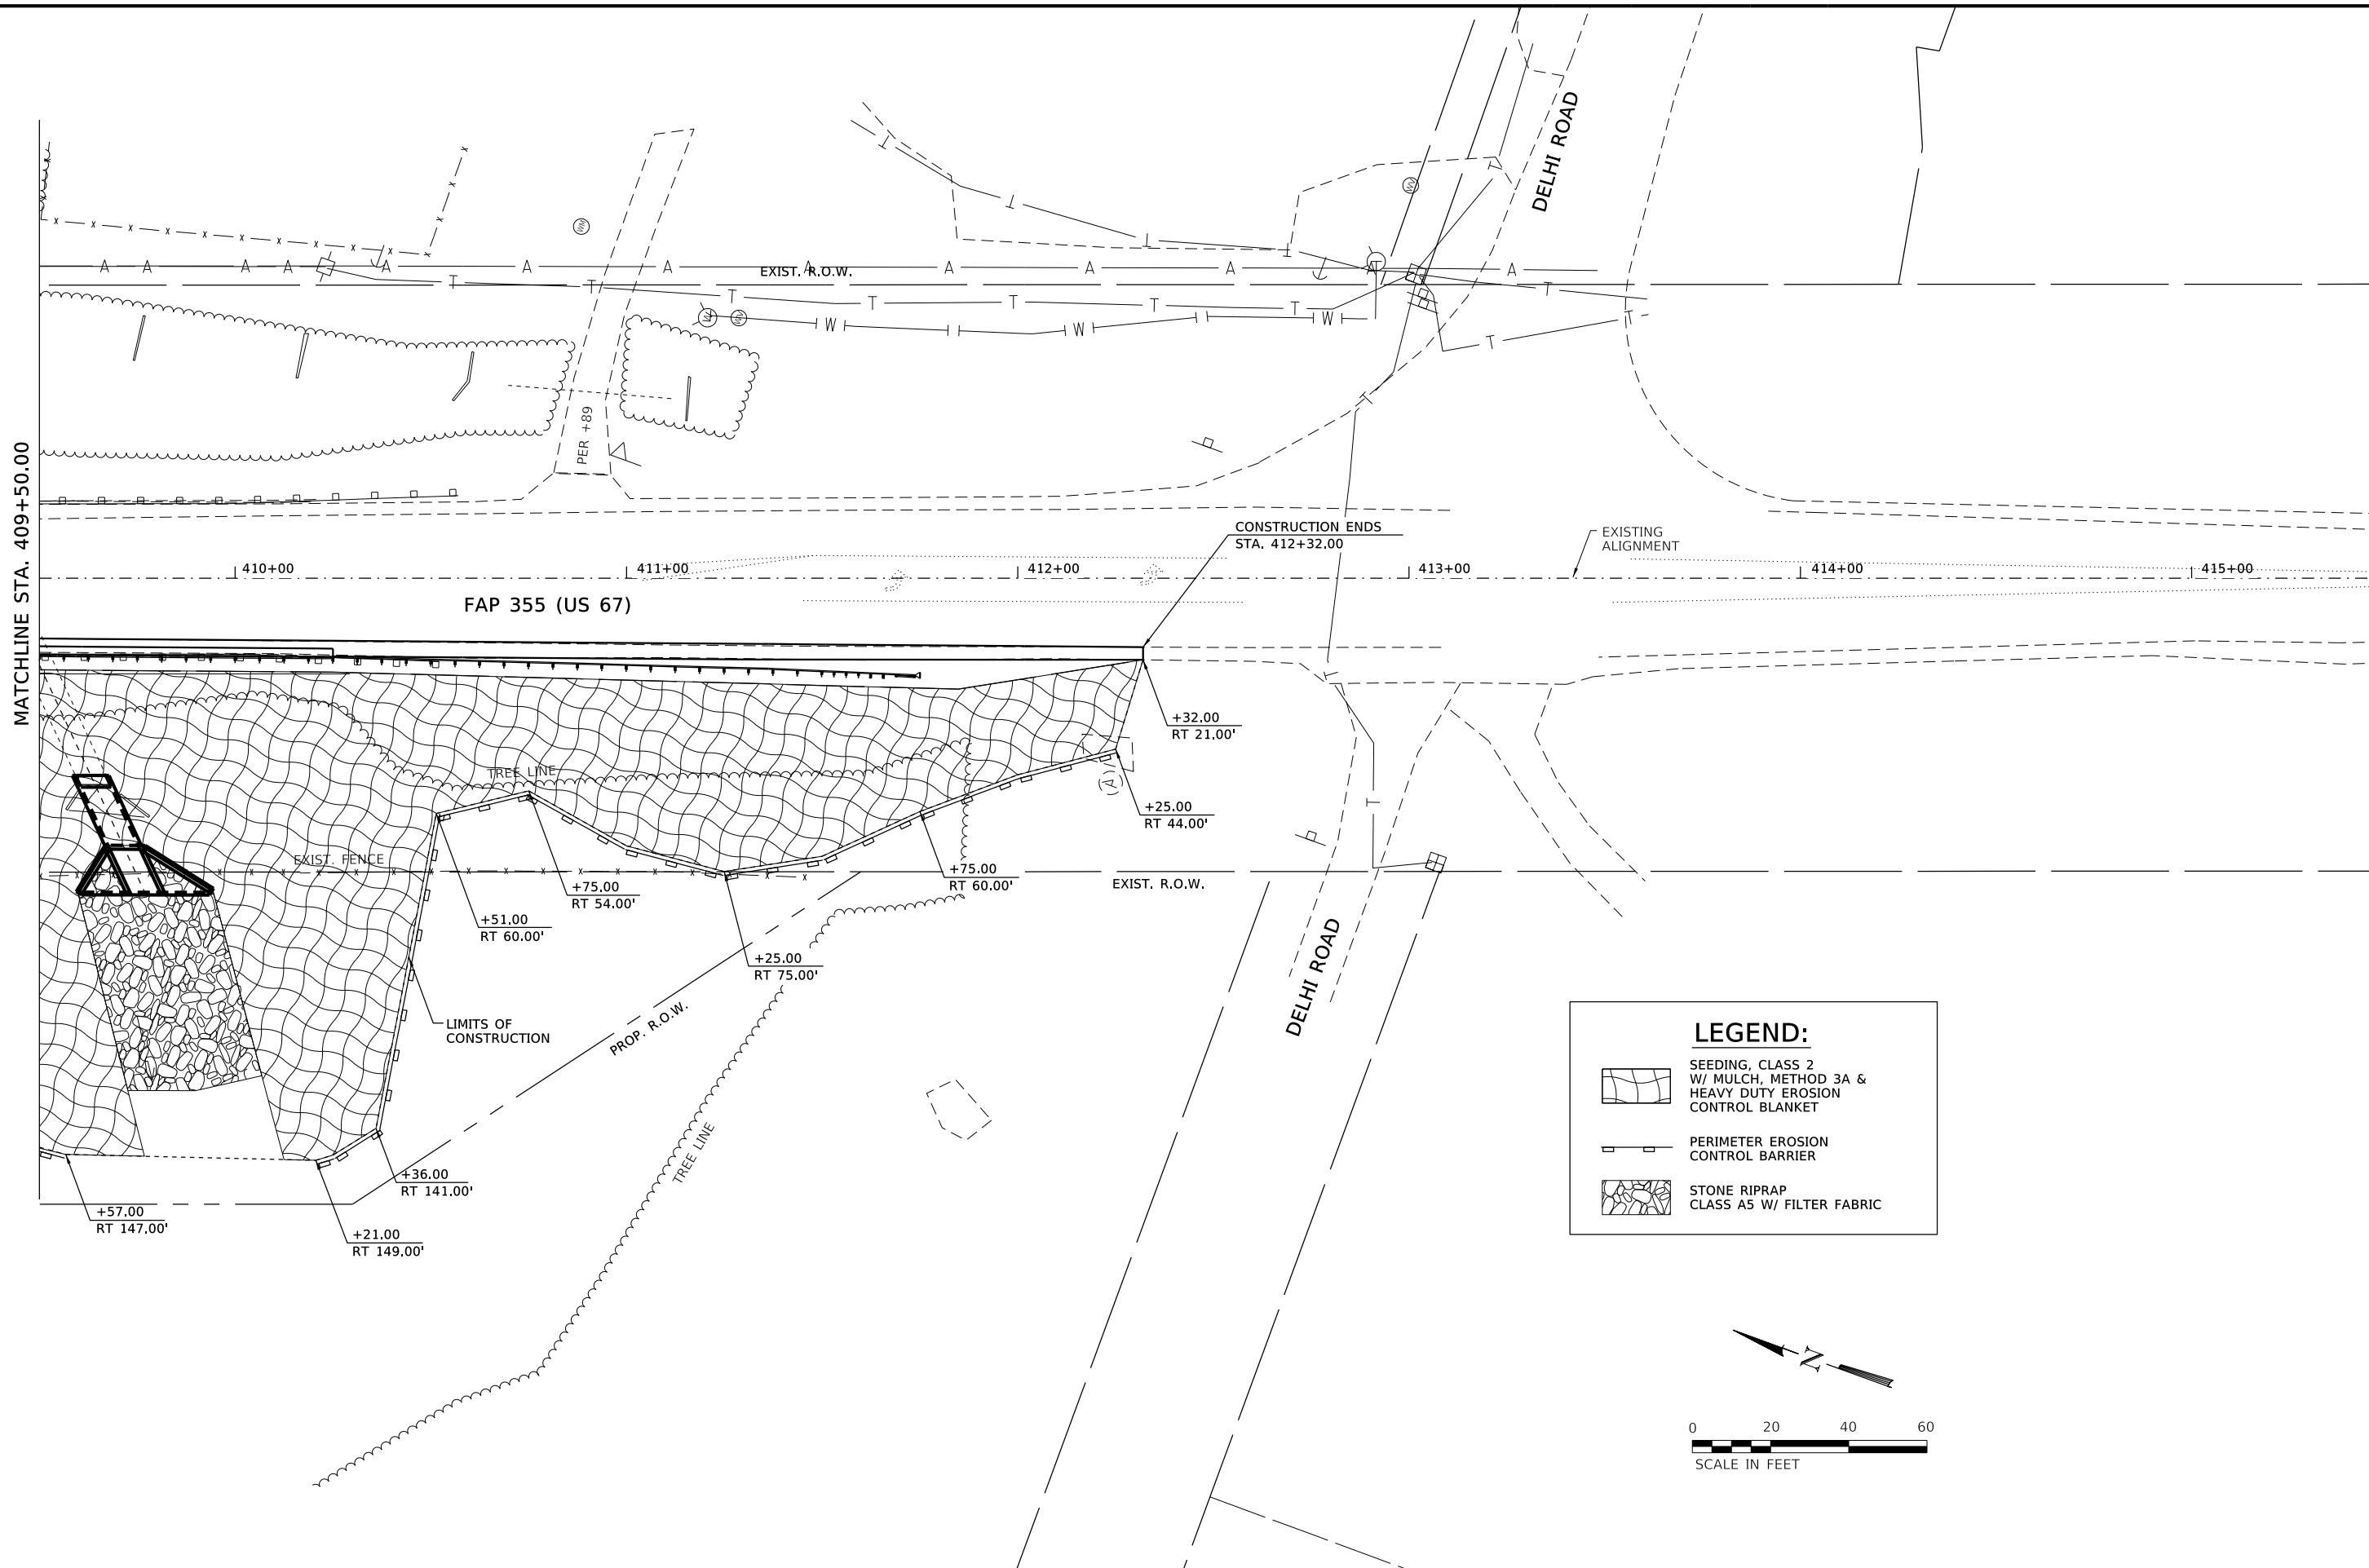 DELHI ROAD
WM
WV
A A A A A A A A A A A A A
EXIST. R.O.W.
T T T T T T T T
W W W
PER +89
MATCHLINE STA. 409+50.00
CONSTRUCTION ENDS
STA. 412+32.00
EXISTING
ALIGNMENT
410+00
411+00
412+00
413+00
414+00
415+00
FAP 355 (US 67)
+32.00
RT 21.00'
TREE LINE
+25.00
RT 44.00'
EXIST. FENCE
+75.00
RT 60.00'
EXIST. R.O.W.
+75.00
RT 54.00'
+51.00
RT 60.00'
+25.00
RT 75.00'
DELHI ROAD
LIMITS OF
CONSTRUCTION
PROP. R.O.W.
TREE LINE
+36.00
RT 141.00'
+57.00
RT 147.00'
+21.00
RT 149.00'
LEGEND:
SEEDING, CLASS 2
W/ MULCH, METHOD 3A &
HEAVY DUTY EROSION
CONTROL BLANKET
PERIMETER EROSION
CONTROL BARRIER
STONE RIPRAP
CLASS A5 W/ FILTER FABRIC
N
0 20 40 60
SCALE IN FEET